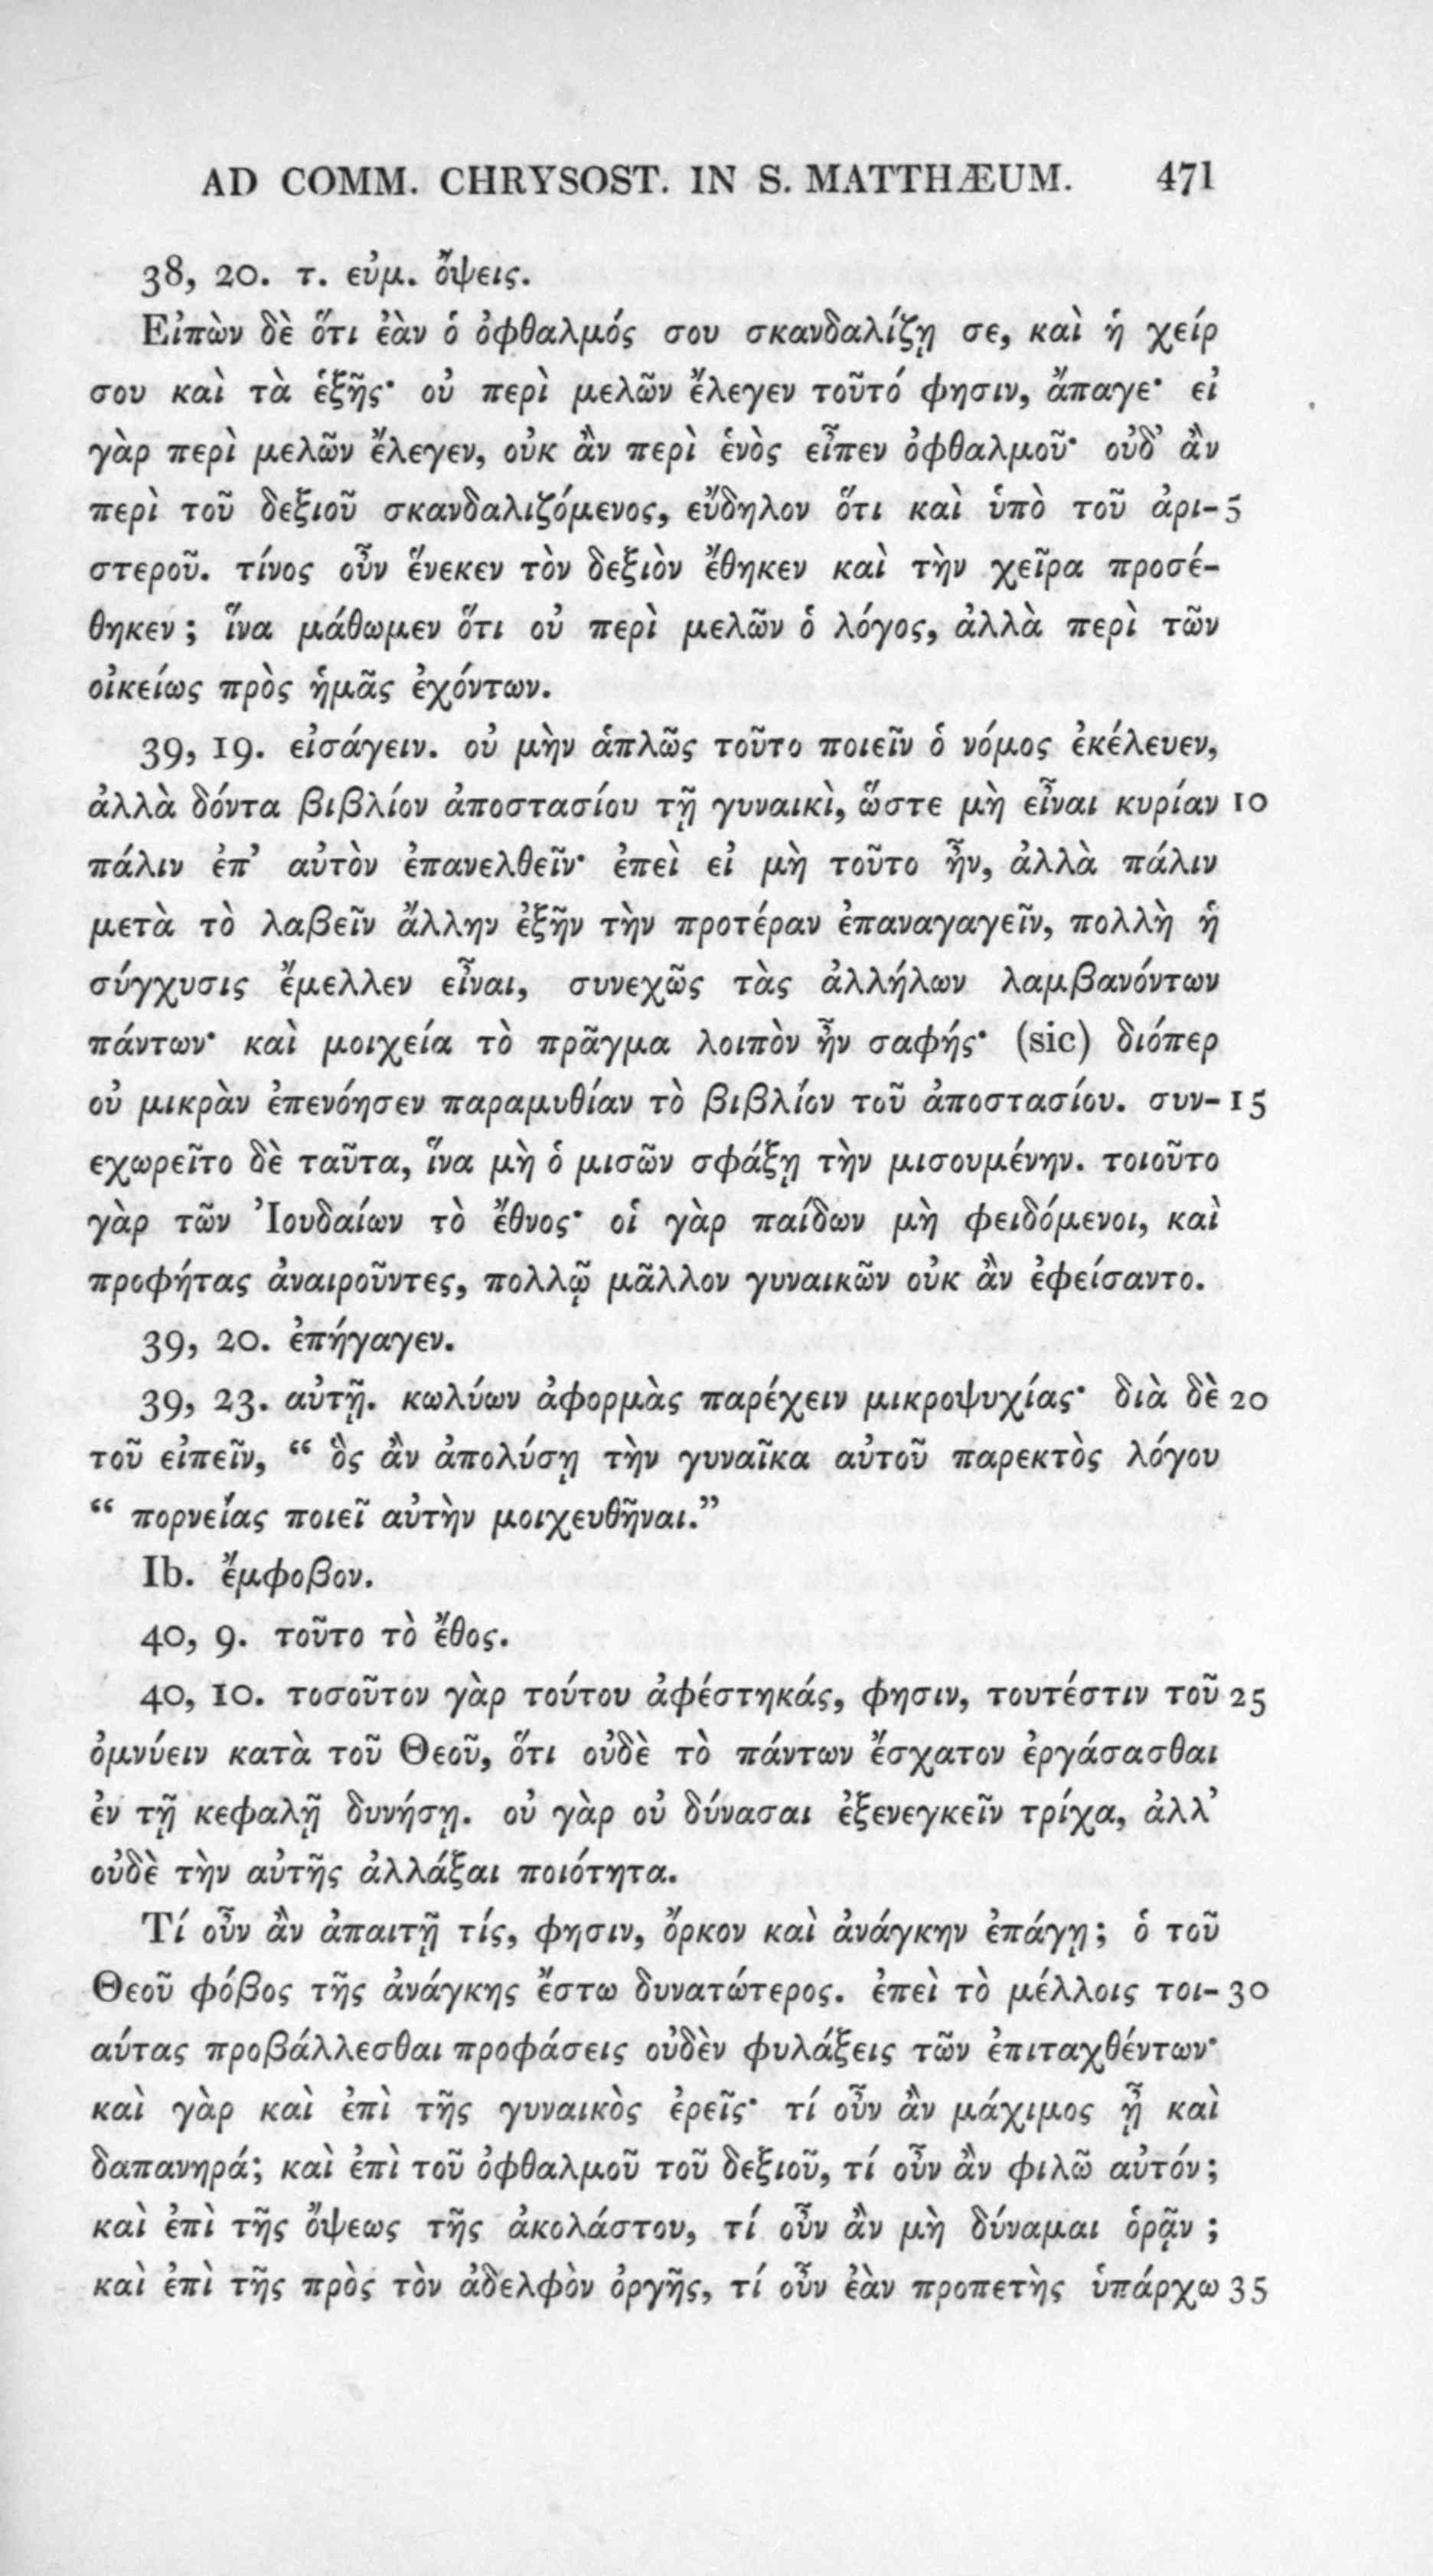 AD COMM. CHRYSOST. IN S. MATTHÆUM. 471
38, 20. τ. εὐμ. ὄψεις.
Εἰπὼν δὲ ὅτι ἐὰν ὁ ὀφθαλμός σου σκανδαλίζῃ σε, καὶ ἡ χείρ
σου καὶ τὰ ἑξῆς· οὐ περὶ μελῶν ἔλεγεν τοῦτό φησιν, ἄπαγε· εἰ
γὰρ περὶ μελῶν ἔλεγεν, οὐκ ἂν περὶ ἑνὸς εἶπεν ὀφθαλμοῦ· οὐδ’ ἂν
περὶ τοῦ δεξιοῦ σκανδαλιζόμενος, εὔδηλον ὅτι καὶ ὑπὸ τοῦ ἀρι- 5
στεροῦ. τίνος οὖν ἕνεκεν τὸν δεξιὸν ἔθηκεν καὶ τὴν χεῖρα προσέ-
θηκεν; ἵνα μάθωμεν ὅτι οὐ περὶ μελῶν ὁ λόγος, ἀλλὰ περὶ τῶν
οἰκείως πρὸς ἡμᾶς ἐχόντων.
39, 19. εἰσάγειν. οὐ μὴν ἁπλῶς τοῦτο ποιεῖν ὁ νόμος ἐκέλευεν,
ἀλλὰ δόντα βιβλίον ἀποστασίου τῇ γυναικὶ, ὥστε μὴ εἶναι κυρίαν 10
πάλιν ἐπ’ αὐτὸν ἐπανελθεῖν· ἐπεὶ εἰ μὴ τοῦτο ἦν, ἀλλὰ πάλιν
μετὰ τὸ λαβεῖν ἄλλην ἐξῆν τὴν προτέραν ἐπαναγαγεῖν, πολλὴ ἡ
σύγχυσις ἔμελλεν εἶναι, συνεχῶς τὰς ἀλλήλων λαμβανόντων
πάντων· καὶ μοιχεία τὸ πρᾶγμα λοιπὸν ἦν σαφής· (sic) διόπερ
οὐ μικρὰν ἐπενόησεν παραμυθίαν τὸ βιβλίον τοῦ ἀποστασίου. συν- 15
εχωρεῖτο δὲ ταῦτα, ἵνα μὴ ὁ μισῶν σφάξῃ τὴν μισουμένην. τοιοῦτο
γὰρ τῶν Ἰουδαίων τὸ ἔθνος· οἱ γὰρ παίδων μὴ φειδόμενοι, καὶ
προφήτας ἀναιροῦντες, πολλῷ μᾶλλον γυναικῶν οὐκ ἂν ἐφείσαντο.
39, 20. ἐπήγαγεν.
39, 23. αὐτῇ. κωλύων ἀφορμὰς παρέχειν μικροψυχίας· διὰ δὲ 20
τοῦ εἰπεῖν, “ ὃς ἂν ἀπολύσῃ τὴν γυναῖκα αὐτοῦ παρεκτὸς λόγου
“ πορνείας ποιεῖ αὐτὴν μοιχευθῆναι.”
Ib. ἔμφοβον.
40, 9. τοῦτο τὸ ἔθος.
40, 10. τοσοῦτον γὰρ τούτου ἀφέστηκάς, φησιν, τουτέστιν τοῦ 25
ὀμνύειν κατὰ τοῦ Θεοῦ, ὅτι οὐδὲ τὸ πάντων ἔσχατον ἐργάσασθαι
ἐν τῇ κεφαλῇ δυνήσῃ. οὐ γὰρ οὐ δύνασαι ἐξενεγκεῖν τρίχα, ἀλλ’
οὐδὲ τὴν αὐτῆς ἀλλάξαι ποιότητα.
Τί οὖν ἂν ἀπαιτῇ τίς, φησιν, ὅρκον καὶ ἀνάγκην ἐπάγῃ; ὁ τοῦ
Θεοῦ φόβος τῆς ἀνάγκης ἔστω δυνατώτερος. ἐπεὶ τὸ μέλλοις τοι- 30
αύτας προβάλλεσθαι προφάσεις οὐδὲν φυλάξεις τῶν ἐπιταχθέντων·
καὶ γὰρ καὶ ἐπὶ τῆς γυναικὸς ἐρεῖς· τί οὖν ἂν μάχιμος ᾖ καὶ
δαπανηρά; καὶ ἐπὶ τοῦ ὀφθαλμοῦ τοῦ δεξιοῦ, τί οὖν ἂν φιλῶ αὐτόν;
καὶ ἐπὶ τῆς ὄψεως τῆς ἀκολάστου, τί οὖν ἂν μὴ δύναμαι ὁρᾷν;
καὶ ἐπὶ τῆς πρὸς τὸν ἀδελφὸν ὀργῆς, τί οὖν ἐὰν προπετὴς ὑπάρχω 35